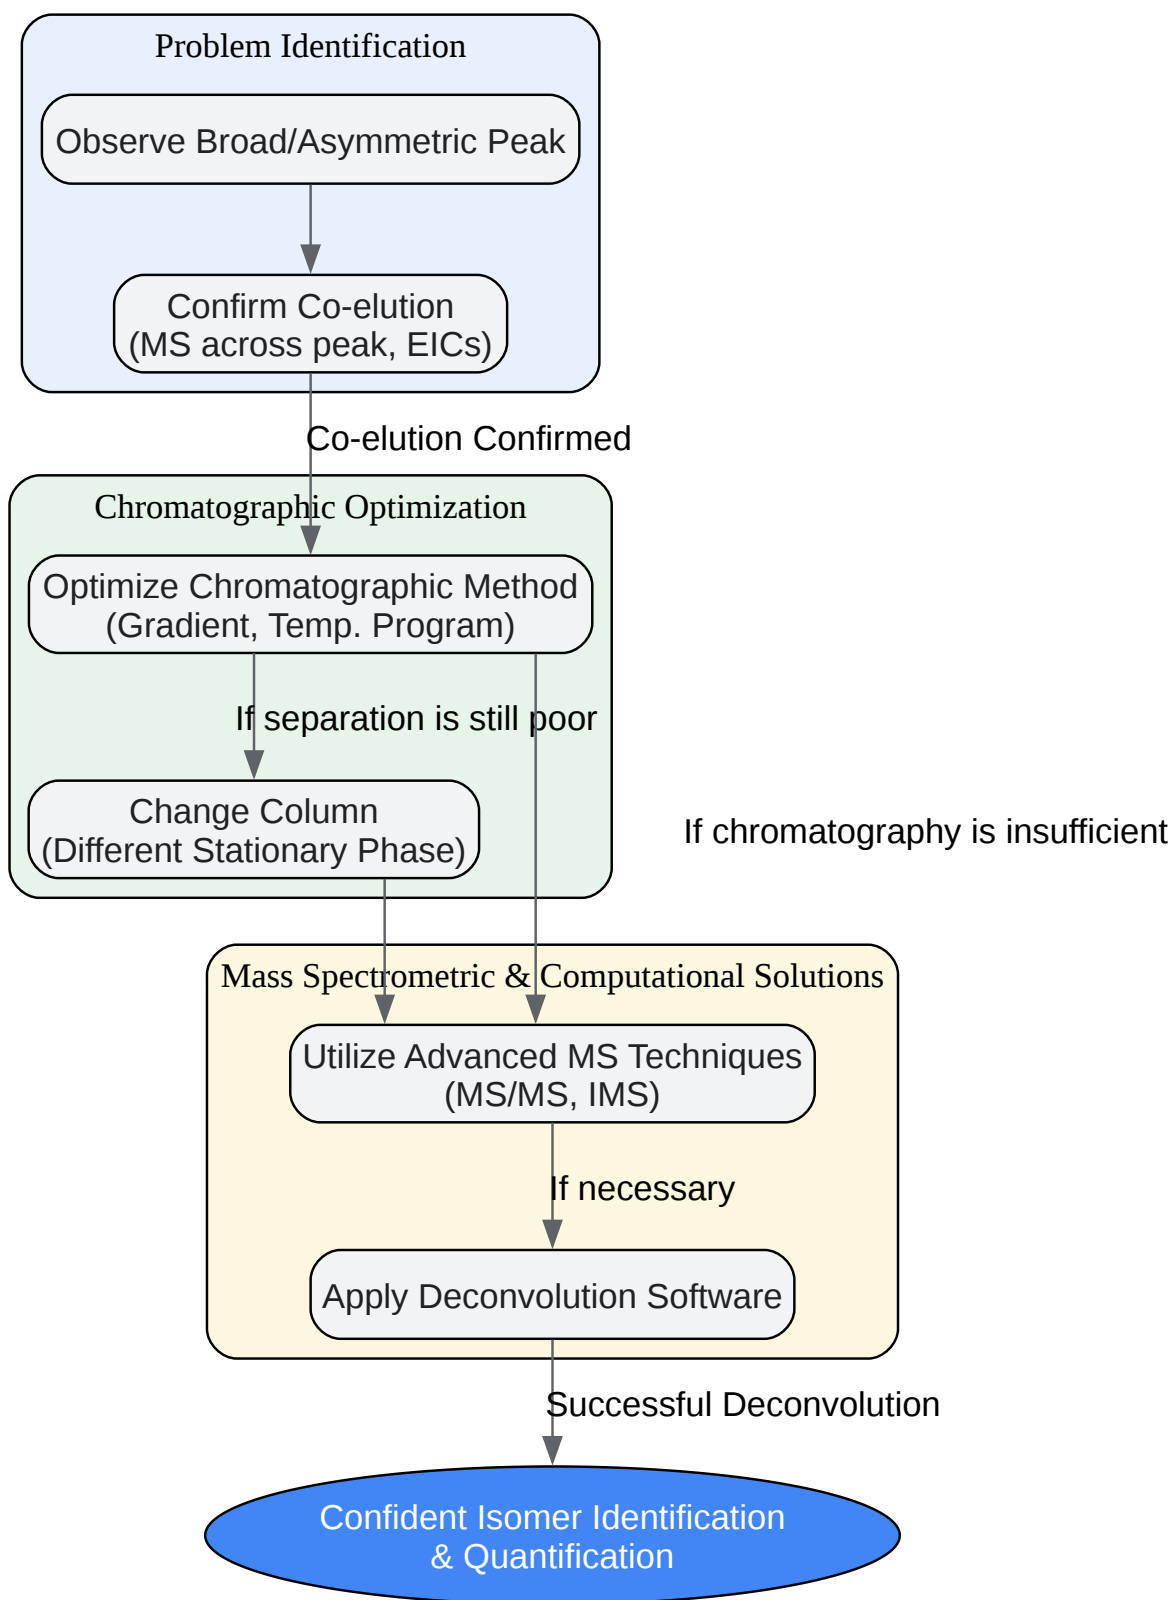 Problem Identification
Observe Broad/Asymmetric Peak
Confirm Co-elution
(MS across peak, EICs)
Co-elution Confirmed
Chromatographic Optimization
Optimize Chromatographic Method
(Gradient, Temp. Program)
If separation is still poor
Change Column
(Different Stationary Phase)
If chromatography is insufficient
Mass Spectrometric & Computational Solutions
Utilize Advanced MS Techniques
(MS/MS, IMS)
If necessary
Apply Deconvolution Software
Successful Deconvolution
Confident Isomer Identification
& Quantification